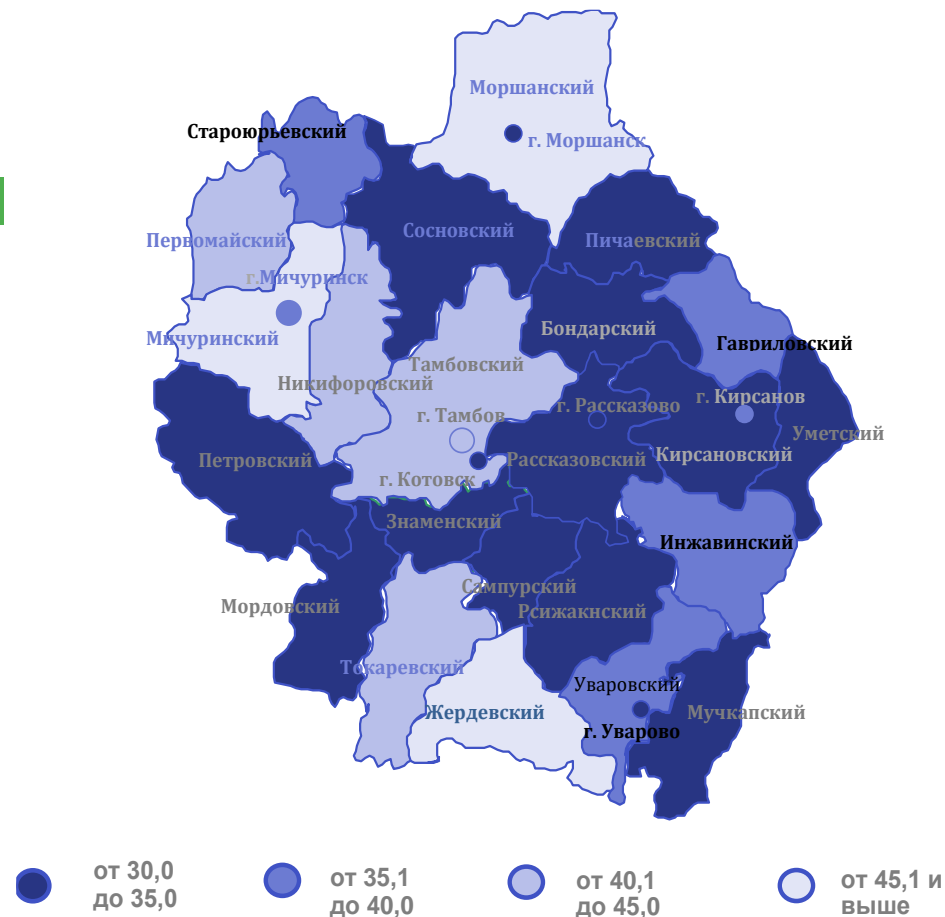 Моршанский
Староюрьевский
г. Моршанск
Сосновский
Пичаевский
Первомайский
г.Мичуринск
Бондарский
Мичуринский
Гавриловский
Тамбовский
Никифоровский
г. Кирсанов
г. Рассказово
г. Тамбов
Уметский
Кирсановский
Рассказовский
Петровский
г. Котовск
Знаменский
Инжавинский
Сампурский
Мордовский
Рсижакнский
Токаревский
Уваровский
Жердевский
Мучкапский
г. Уварово
от 30,0
до 35,0
от 35,1
до 40,0
от 40,1
до 45,0
от 45,1 и
выше